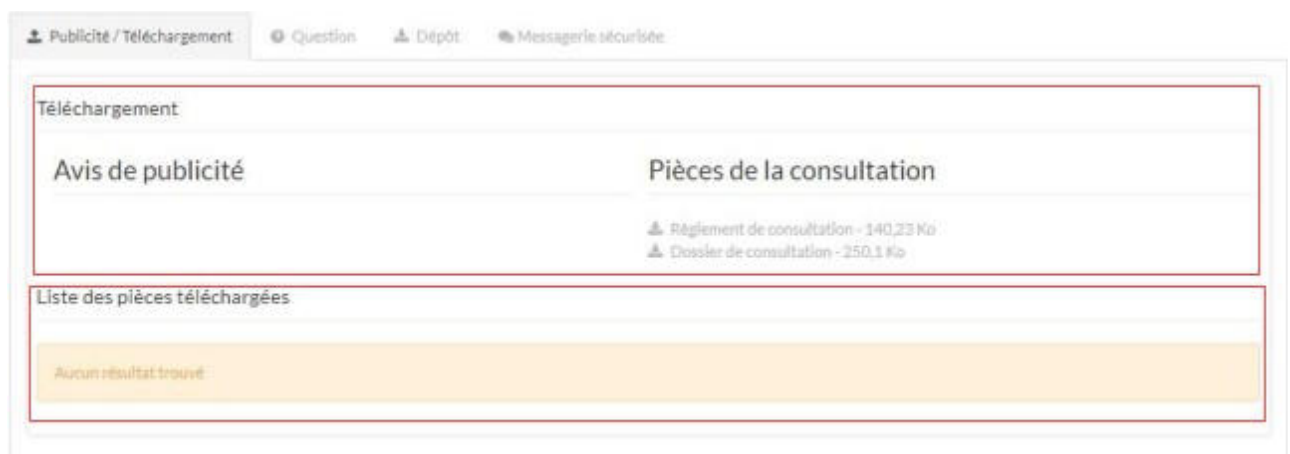 Publicité / Téléchargement Question Dépôt Messagerie sécurisée
Téléchargement
Avis de publicité
Pièces de la consultation
Règlement de consultation - 140,23 Ko
Dossier de consultation - 250,1 Ko
Liste des pièces téléchargées
Aucun résultat trouvé